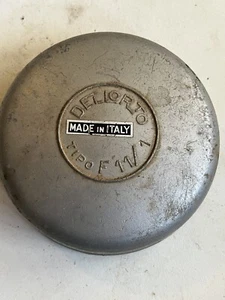 DELLORTO
MADE IN ITALY
TIPO F 11/1